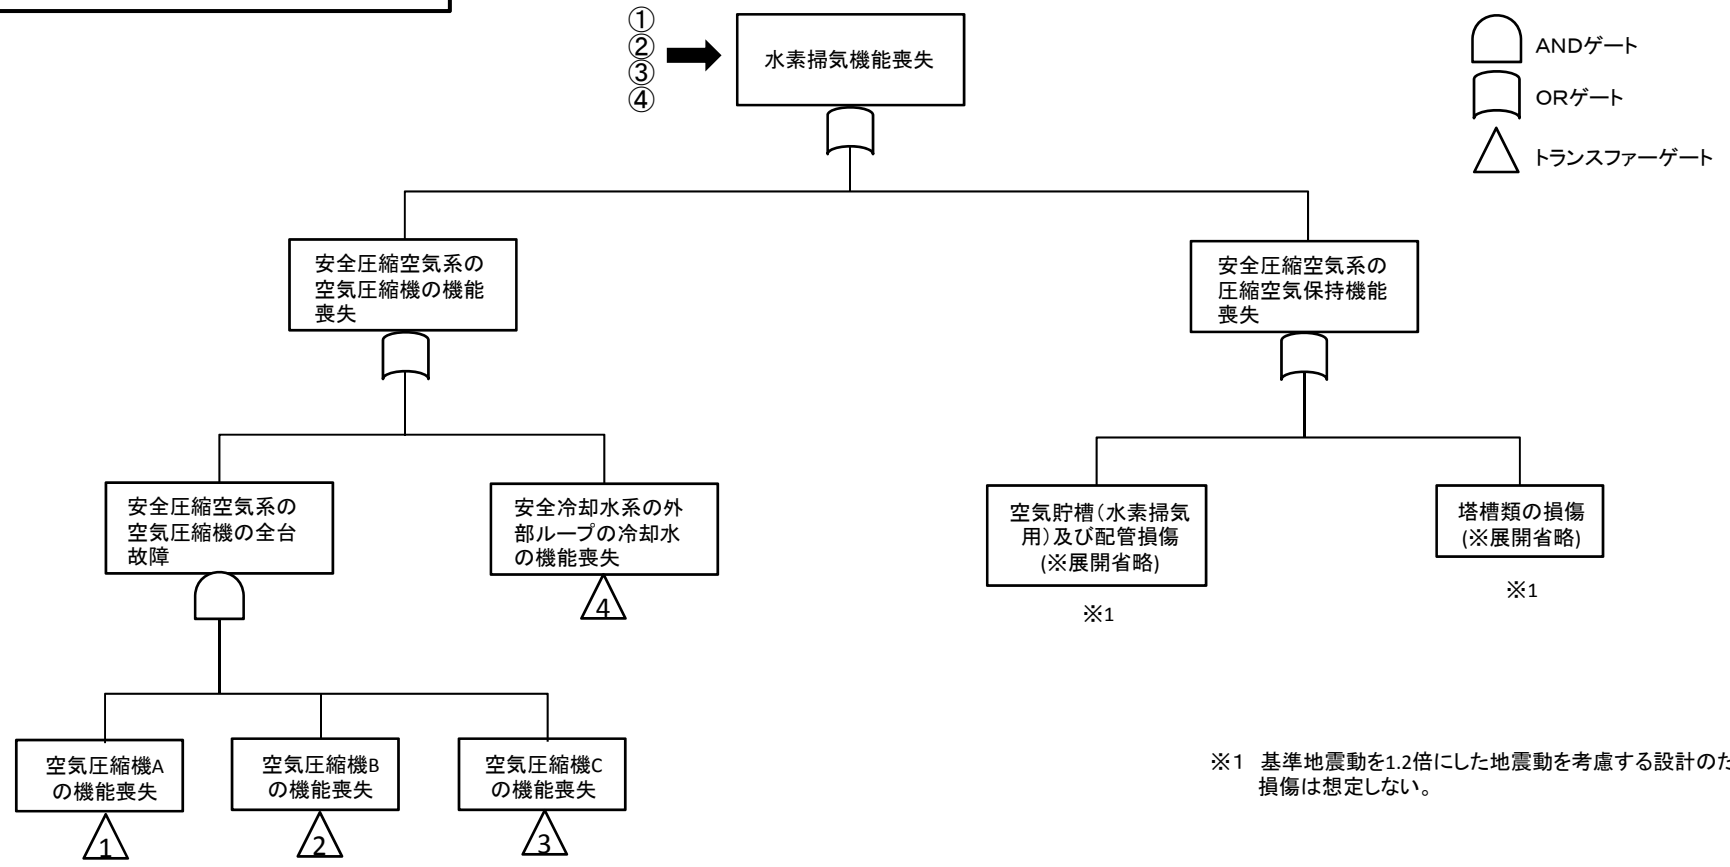 ①
②
③
④
水素掃気機能喪失
ANDゲート
ORゲート
トランスファーゲート
安全圧縮空気系の
空気圧縮機の機能
喪失
安全圧縮空気系の
圧縮空気保持機能
喪失
安全圧縮空気系の
空気圧縮機の全台
故障
安全冷却水系の外
部ループの冷却水
の機能喪失
4
空気貯槽(水素掃気
用)及び配管損傷
(※展開省略)
※1
塔槽類の損傷
(※展開省略)
※1
空気圧縮機A
の機能喪失
1
空気圧縮機B
の機能喪失
2
空気圧縮機C
の機能喪失
3
※1 基準地震動を1.2倍にした地震動を考慮する設計のた
損傷は想定しない。